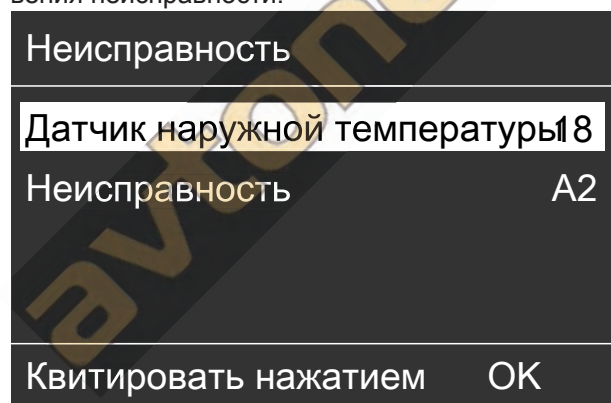 вения неисправности.
Неисправность
Датчик наружной температуры18
Неисправность A2
Квитировать нажатием OK